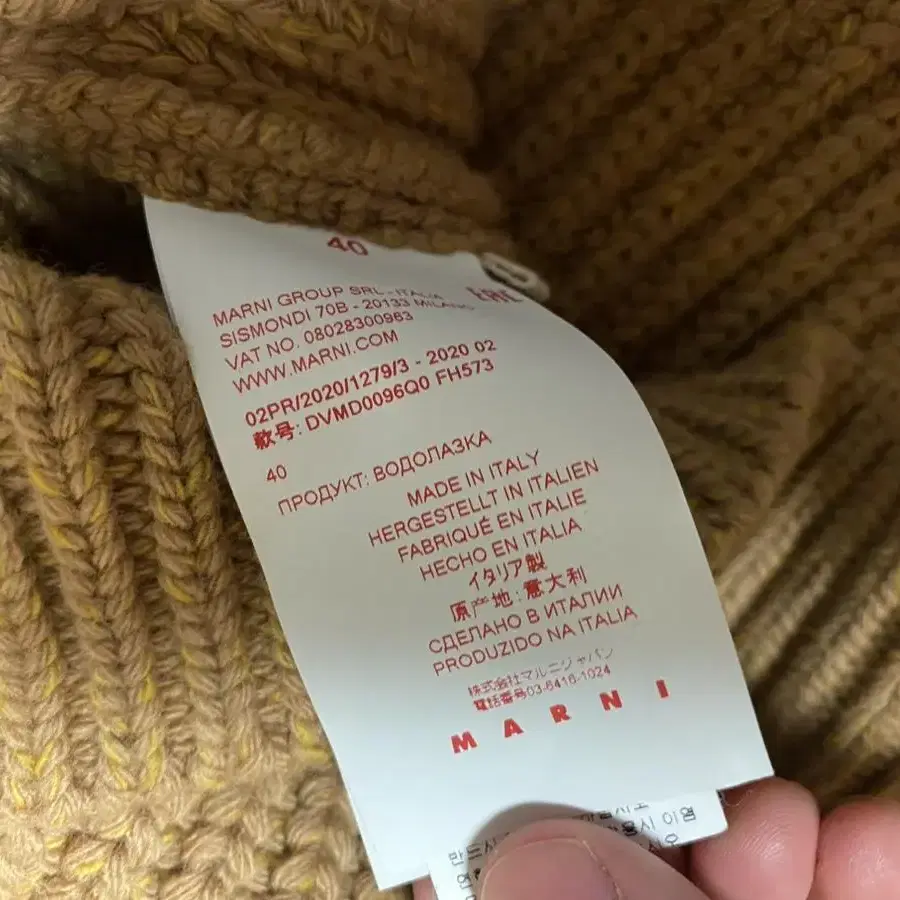 40
MARNI GROUP SRL - ITALIA
SISMONDI 70B - 20133 MILANO
VAT NO. 08028300963
WWW.MARNI.COM
02PR/2020/1279/3 - 2020 02
款号: DVMD0096Q0 FH573
40
ПРОДУКТ: ВОДОЛАЗКА
MADE IN ITALY
HERGESTELLT IN ITALIEN
FABRIQUÉ EN ITALIE
HECHO EN ITALIA
イタリア製
原产地: 意大利
СДЕЛАНО В ИТАЛИИ
PRODUZIDO NA ITALIA
株式会社マルニジャパン
電話番号03-6416-1024
MARNI